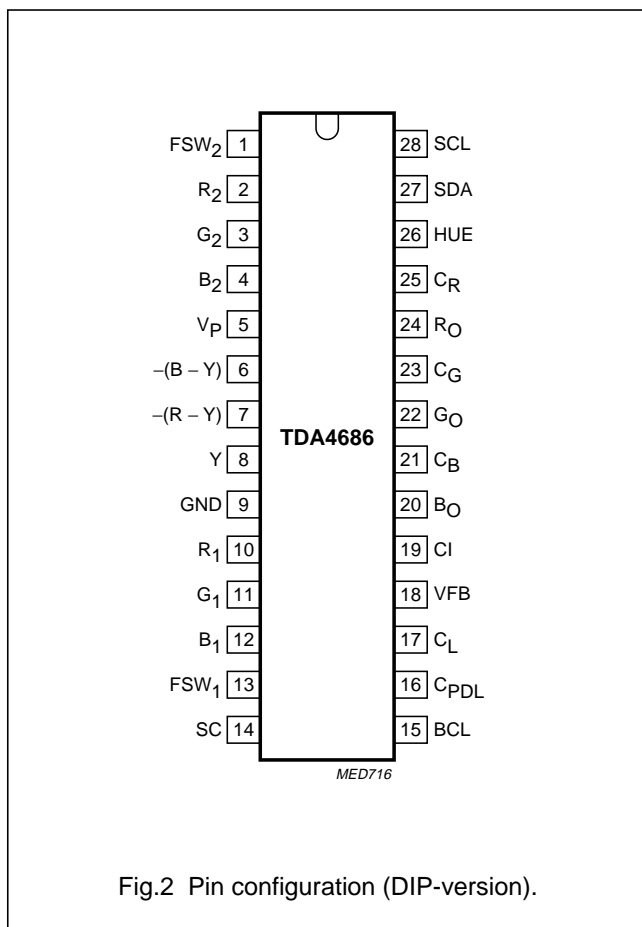 FSW2 1 28 SCL
R2 2 27 SDA
G2 3 26 HUE
B2 4 25 CR
VP 5 24 RO
−(B − Y) 6 23 CG
−(R − Y) 7 22 GO
TDA4686
Y 8 21 CB
GND 9 20 BO
R1 10 19 CI
G1 11 18 VFB
B1 12 17 CL
FSW1 13 16 CPDL
SC 14 15 BCL
MED716
Fig.2 Pin configuration (DIP-version).